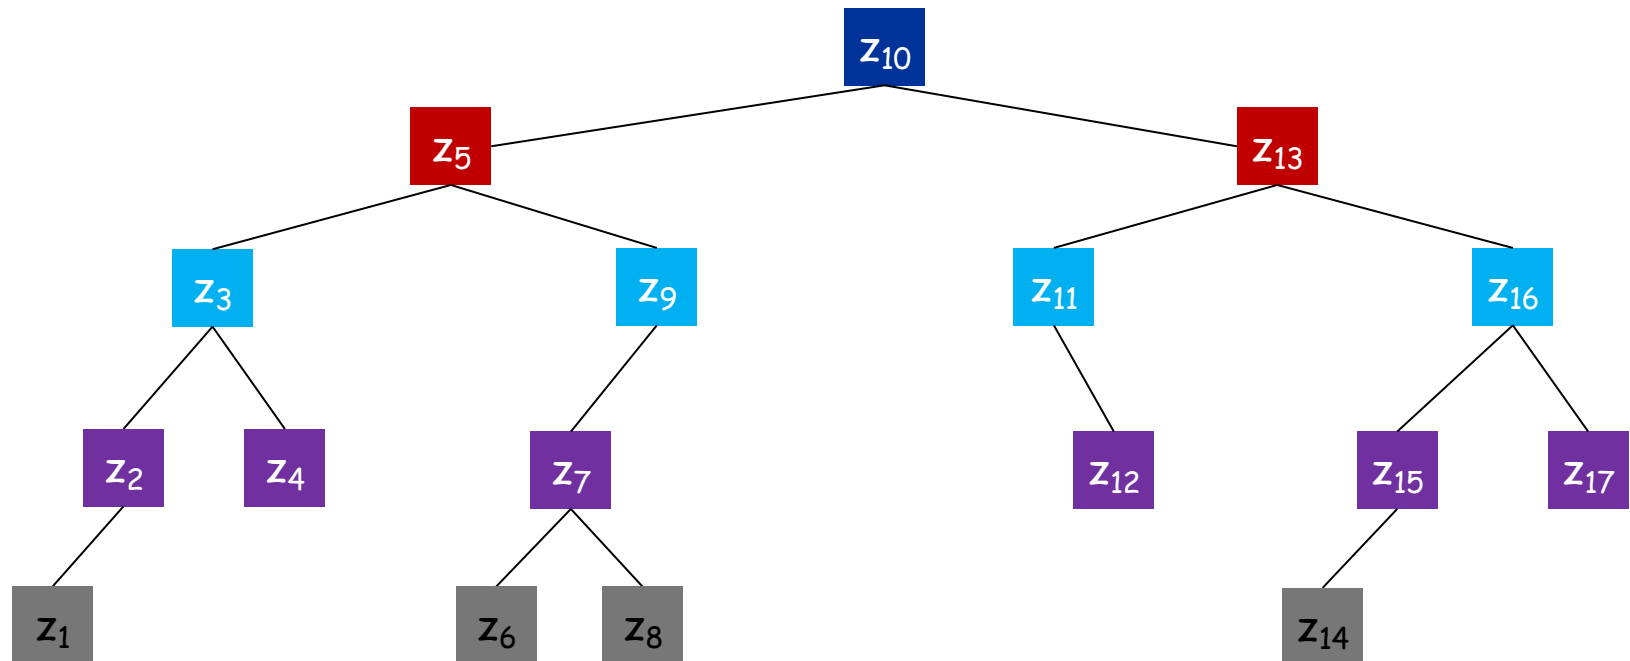 z₁₀
z₅ z₁₃
z₃ z₉ z₁₁ z₁₆
z₂ z₄ z₇ z₁₂ z₁₅ z₁₇
z₁ z₆ z₈ z₁₄